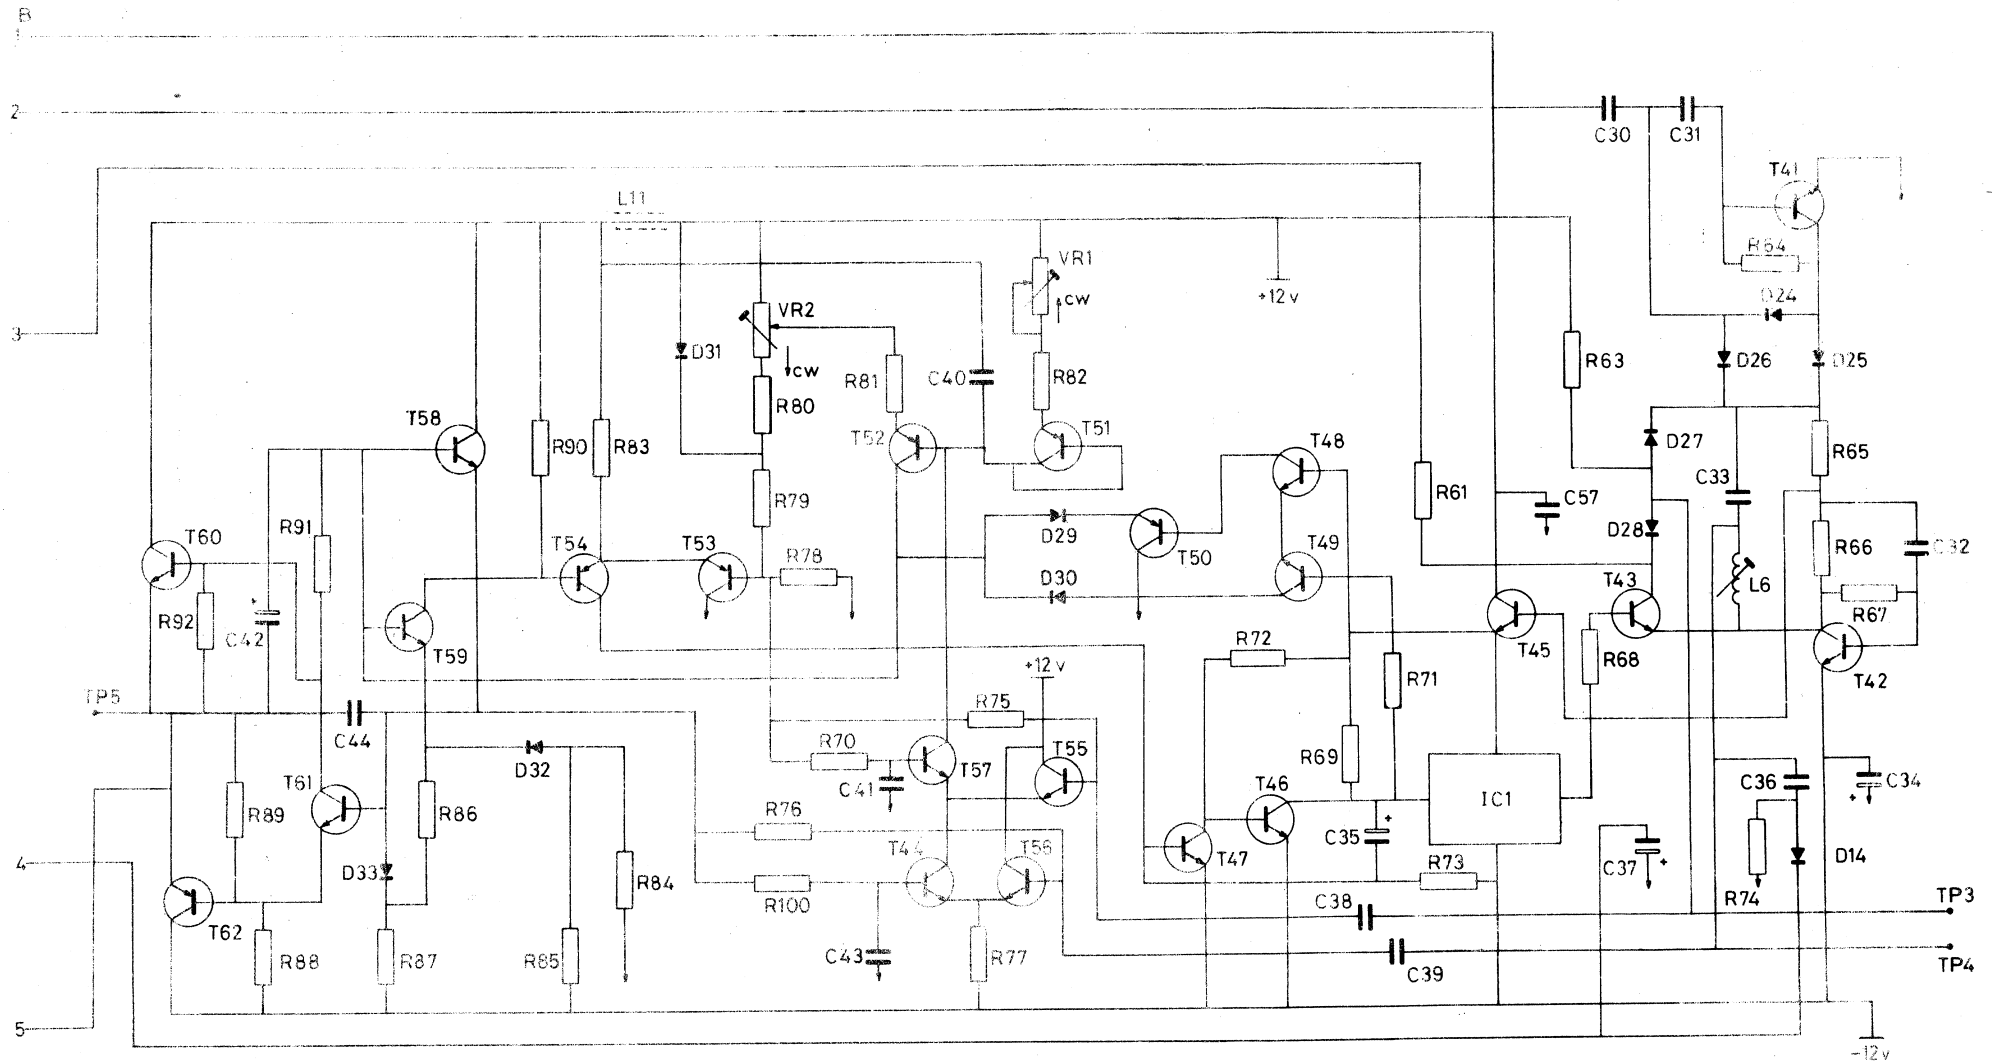 B
1
2
C30 C31
T41
3
L11
R64
VR1
cw
+12v
D24
VR2
cw
D31
R63
D26 D25
R81 C40 R82
R80
T58
T52 T51
T48
D27
R65
R90 R83
C33
R79
R61
C57
R91
D29
D28
T60
T50
T54 T53 R78
T49
R66 C32
D30
T43
L6
R67
R92 C42
T59
R72
T45
R68
+12v
R71
T42
TP5
R75
C44
R70
T55
R69
D32
T57
T61
C41
T46
C36 C34
+
IC1
R89 R86
R76
C35 +
T44 T56
T47
R73
C37 +
D14
4
D33
R84
R100
R74
C38
TP3
T62
R88 R87 R85
C43
R77
C39
TP4
5
-12v